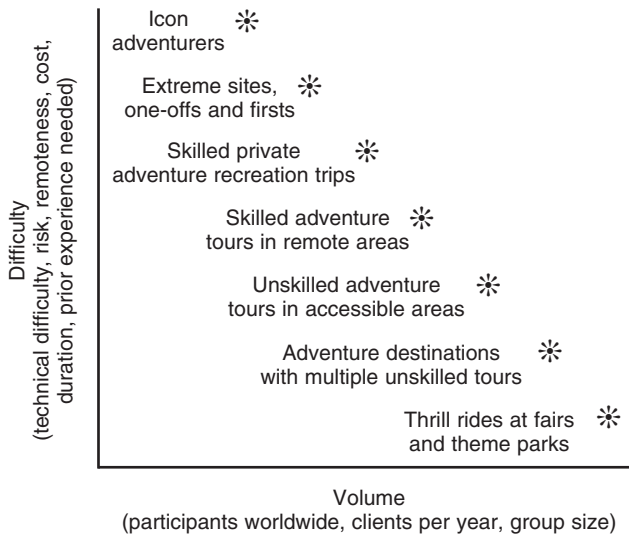 Icon
adventurers
Extreme sites,
one-offs and firsts
Skilled private
adventure recreation trips
Skilled adventure
tours in remote areas
Unskilled adventure
tours in accessible areas
Adventure destinations
with multiple unskilled tours
Thrill rides at fairs
and theme parks
Difficulty
(technical difficulty, risk, remoteness, cost,
duration, prior experience needed)
Volume
(participants worldwide, clients per year, group size)